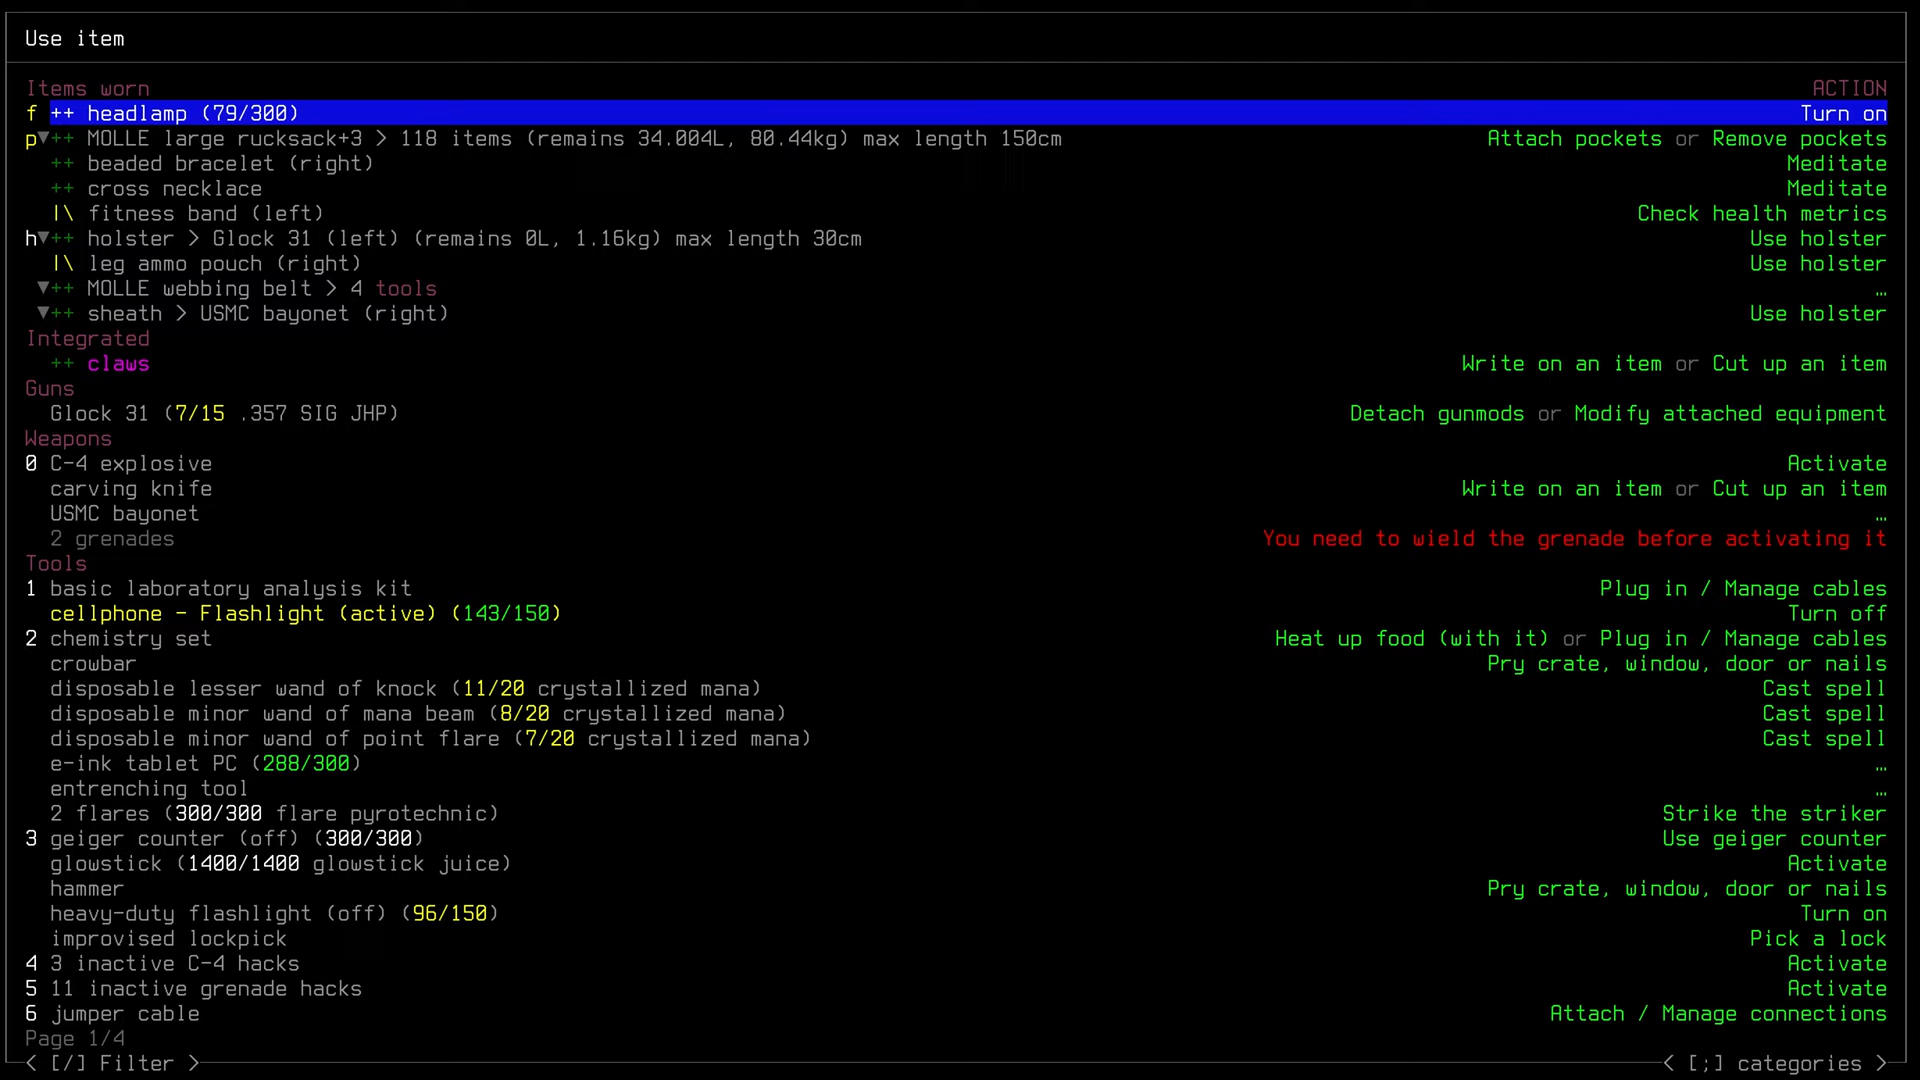 Use item
Items worn ACTION
f ++ headlamp (79/300) Turn on
p▼++ MOLLE large rucksack+3 > 118 items (remains 34.004L, 80.44kg) max length 150cm Attach pockets or Remove pockets
++ beaded bracelet (right) Meditate
++ cross necklace Meditate
|\ fitness band (left) Check health metrics
h▼++ holster > Glock 31 (left) (remains 0L, 1.16kg) max length 30cm Use holster
|\ leg ammo pouch (right) Use holster
▼++ MOLLE webbing belt > 4 tools …
▼++ sheath > USMC bayonet (right) Use holster
Integrated
++ claws Write on an item or Cut up an item
Guns
Glock 31 (7/15 .357 SIG JHP) Detach gunmods or Modify attached equipment
Weapons
0 C-4 explosive Activate
carving knife Write on an item or Cut up an item
USMC bayonet …
2 grenades You need to wield the grenade before activating it
Tools
1 basic laboratory analysis kit Plug in / Manage cables
cellphone - Flashlight (active) (143/150) Turn off
2 chemistry set Heat up food (with it) or Plug in / Manage cables
crowbar Pry crate, window, door or nails
disposable lesser wand of knock (11/20 crystallized mana) Cast spell
disposable minor wand of mana beam (8/20 crystallized mana) Cast spell
disposable minor wand of point flare (7/20 crystallized mana) Cast spell
e-ink tablet PC (288/300) …
entrenching tool …
2 flares (300/300 flare pyrotechnic) Strike the striker
3 geiger counter (off) (300/300) Use geiger counter
glowstick (1400/1400 glowstick juice) Activate
hammer Pry crate, window, door or nails
heavy-duty flashlight (off) (96/150) Turn on
improvised lockpick Pick a lock
4 3 inactive C-4 hacks Activate
5 11 inactive grenade hacks Activate
6 jumper cable Attach / Manage connections
Page 1/4
< [/] Filter > < [;] categories >